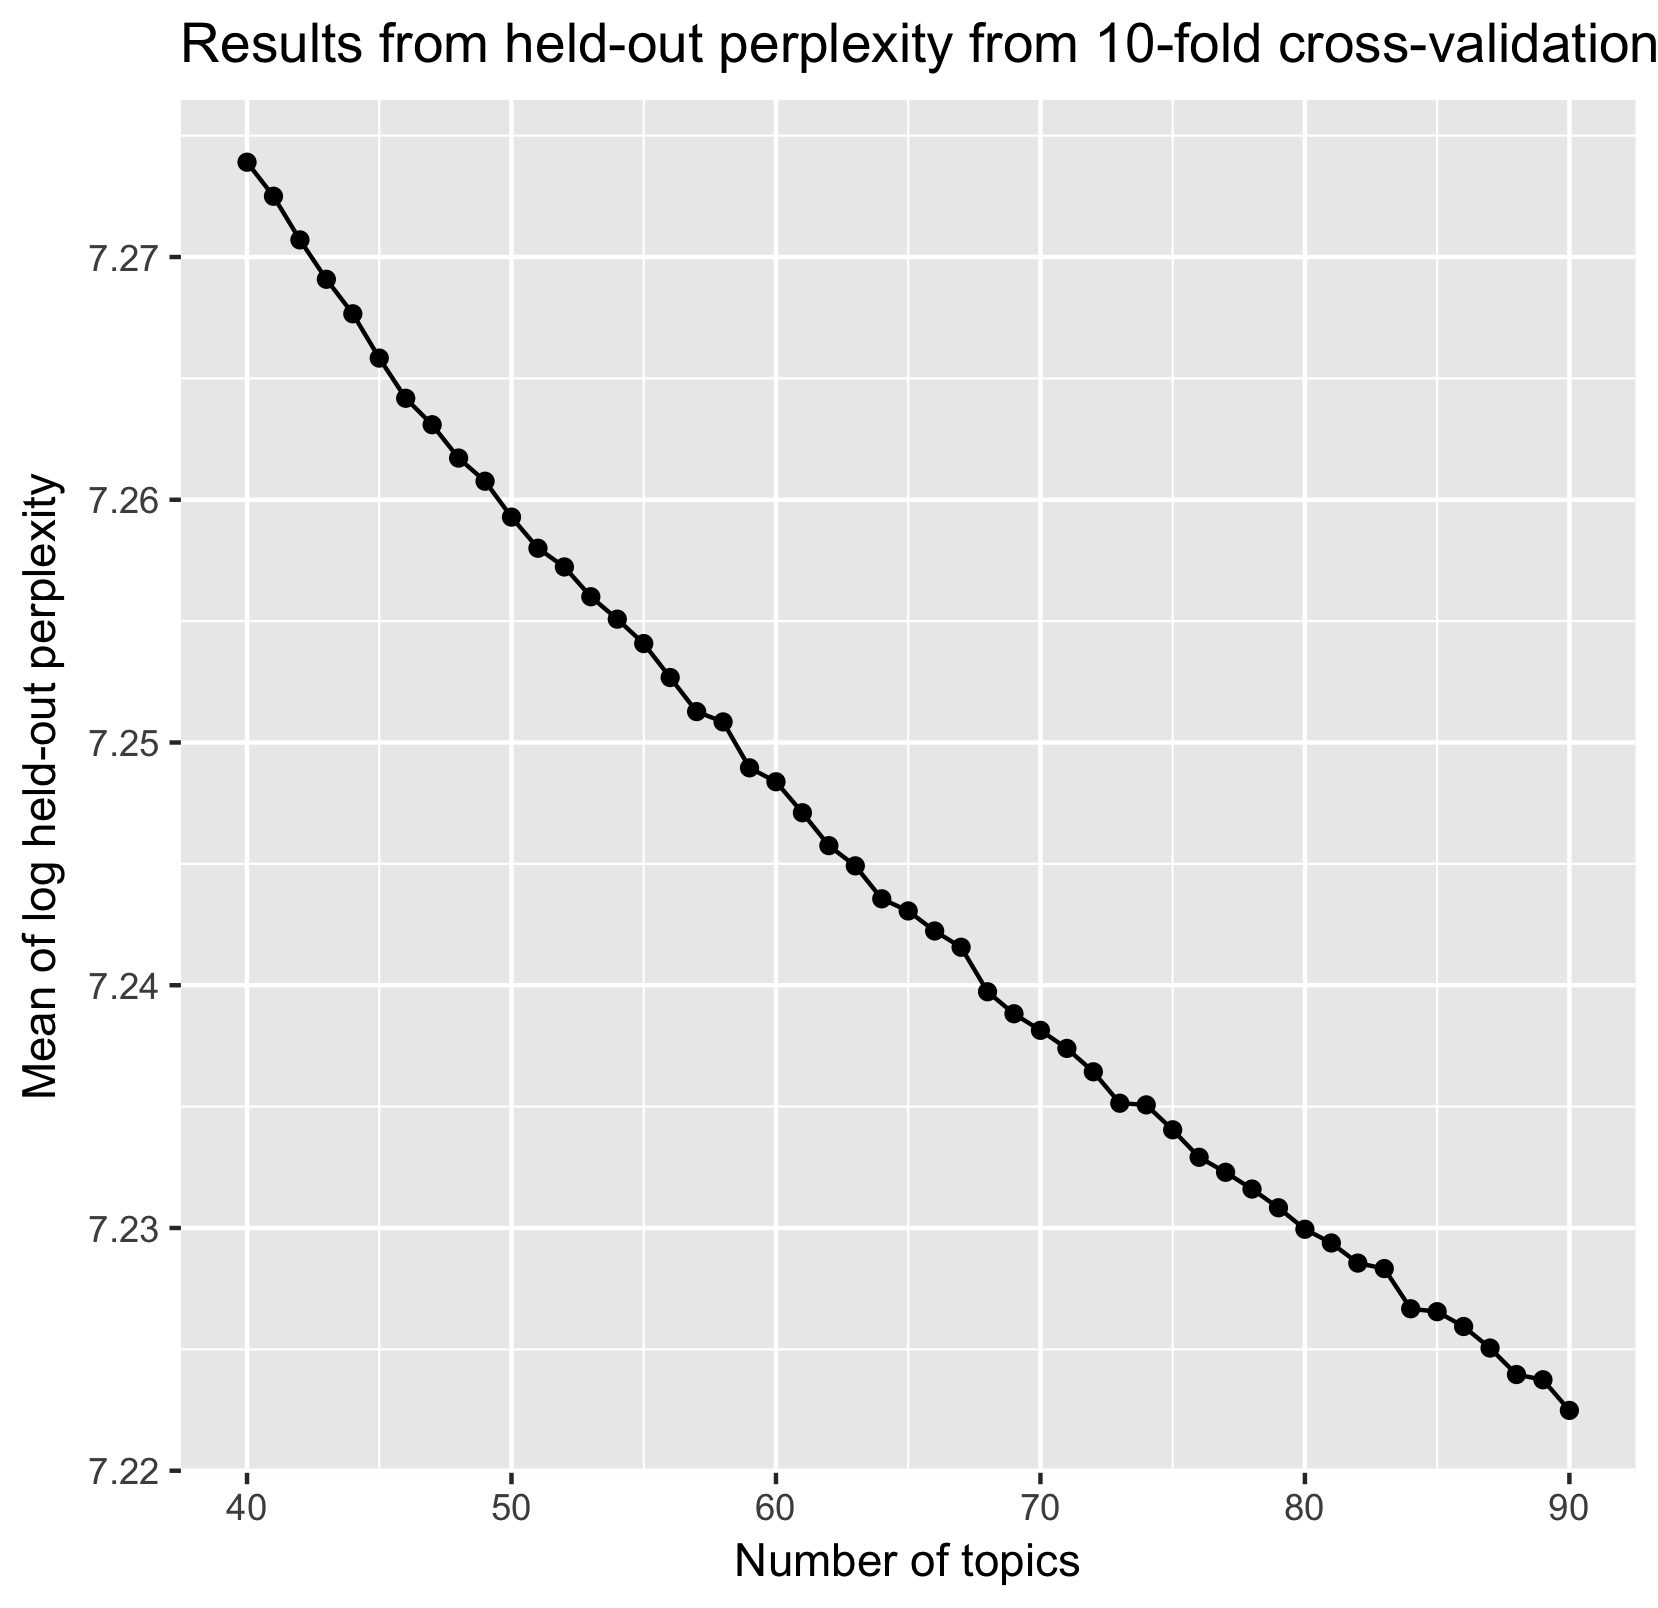 Results from held-out perplexity from 10-fold cross-validation
Mean of log held-out perplexity
7.27
7.26
7.25
7.24
7.23
7.22
40 50 60 70 80 90
Number of topics